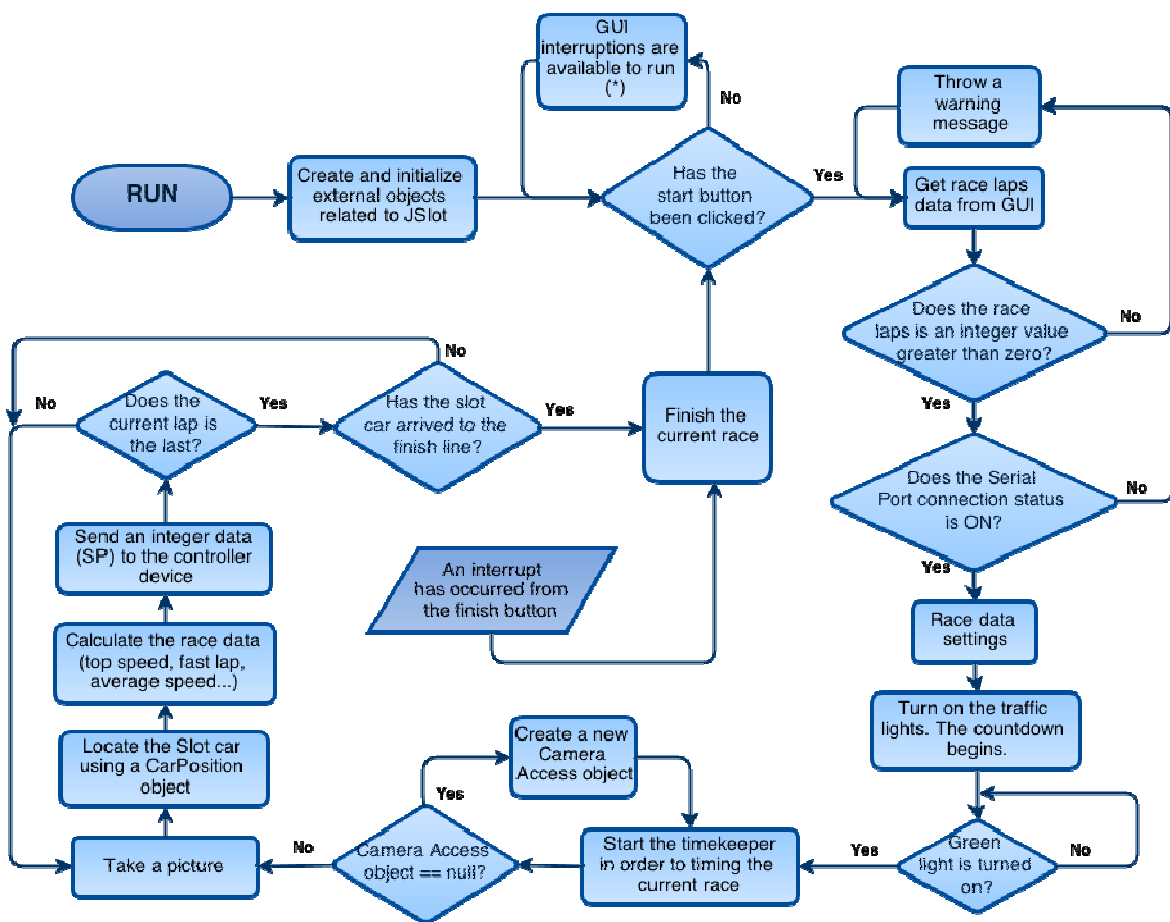 GUI
interruptions are
available to run
(*)
No
Throw a
warning
message
RUN
Create and initialize
external objects
related to JSlot
Has the
start button
been clicked?
Yes
Get race laps
data from GUI
Does the race
laps is an integer value
greater than zero?
No
Yes
No
Does the
current lap is
the last?
No
Yes
Has the slot
car arrived to the
finish line?
Yes
Finish the
current race
Does the Serial
Port connection status
is ON?
No
Yes
Send an integer data
(SP) to the controller
device
An interrupt
has occurred from
the finish button
Race data
settings
Calculate the race data
(top speed, fast lap,
average speed...)
Turn on the traffic
lights. The countdown
begins.
Locate the Slot car
using a CarPosition
object
Create a new
Camera
Access object
Yes
Take a picture
No
Camera Access
object == null?
Start the timekeeper
in order to timing the
current race
Yes
Green
light is turned
on?
No